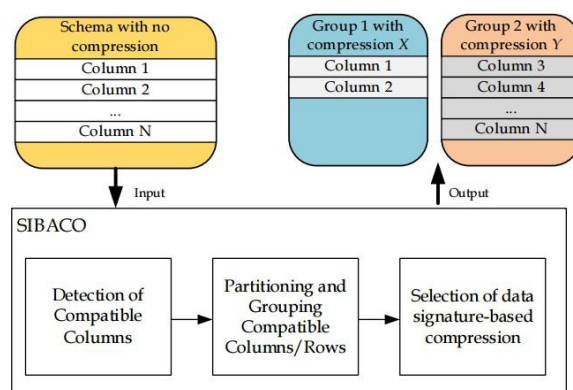 Schema with no
compression
Column 1
Column 2
...
Column N
Group 1 with
compression X
Column 1
Column 2
Group 2 with
compression Y
Column 3
Column 4
...
Column N
Input
Output
SIBACO
Detection of
Compatible
Columns
Partitioning and
Grouping
Compatible
Columns/Rows
Selection of data
signature-based
compression